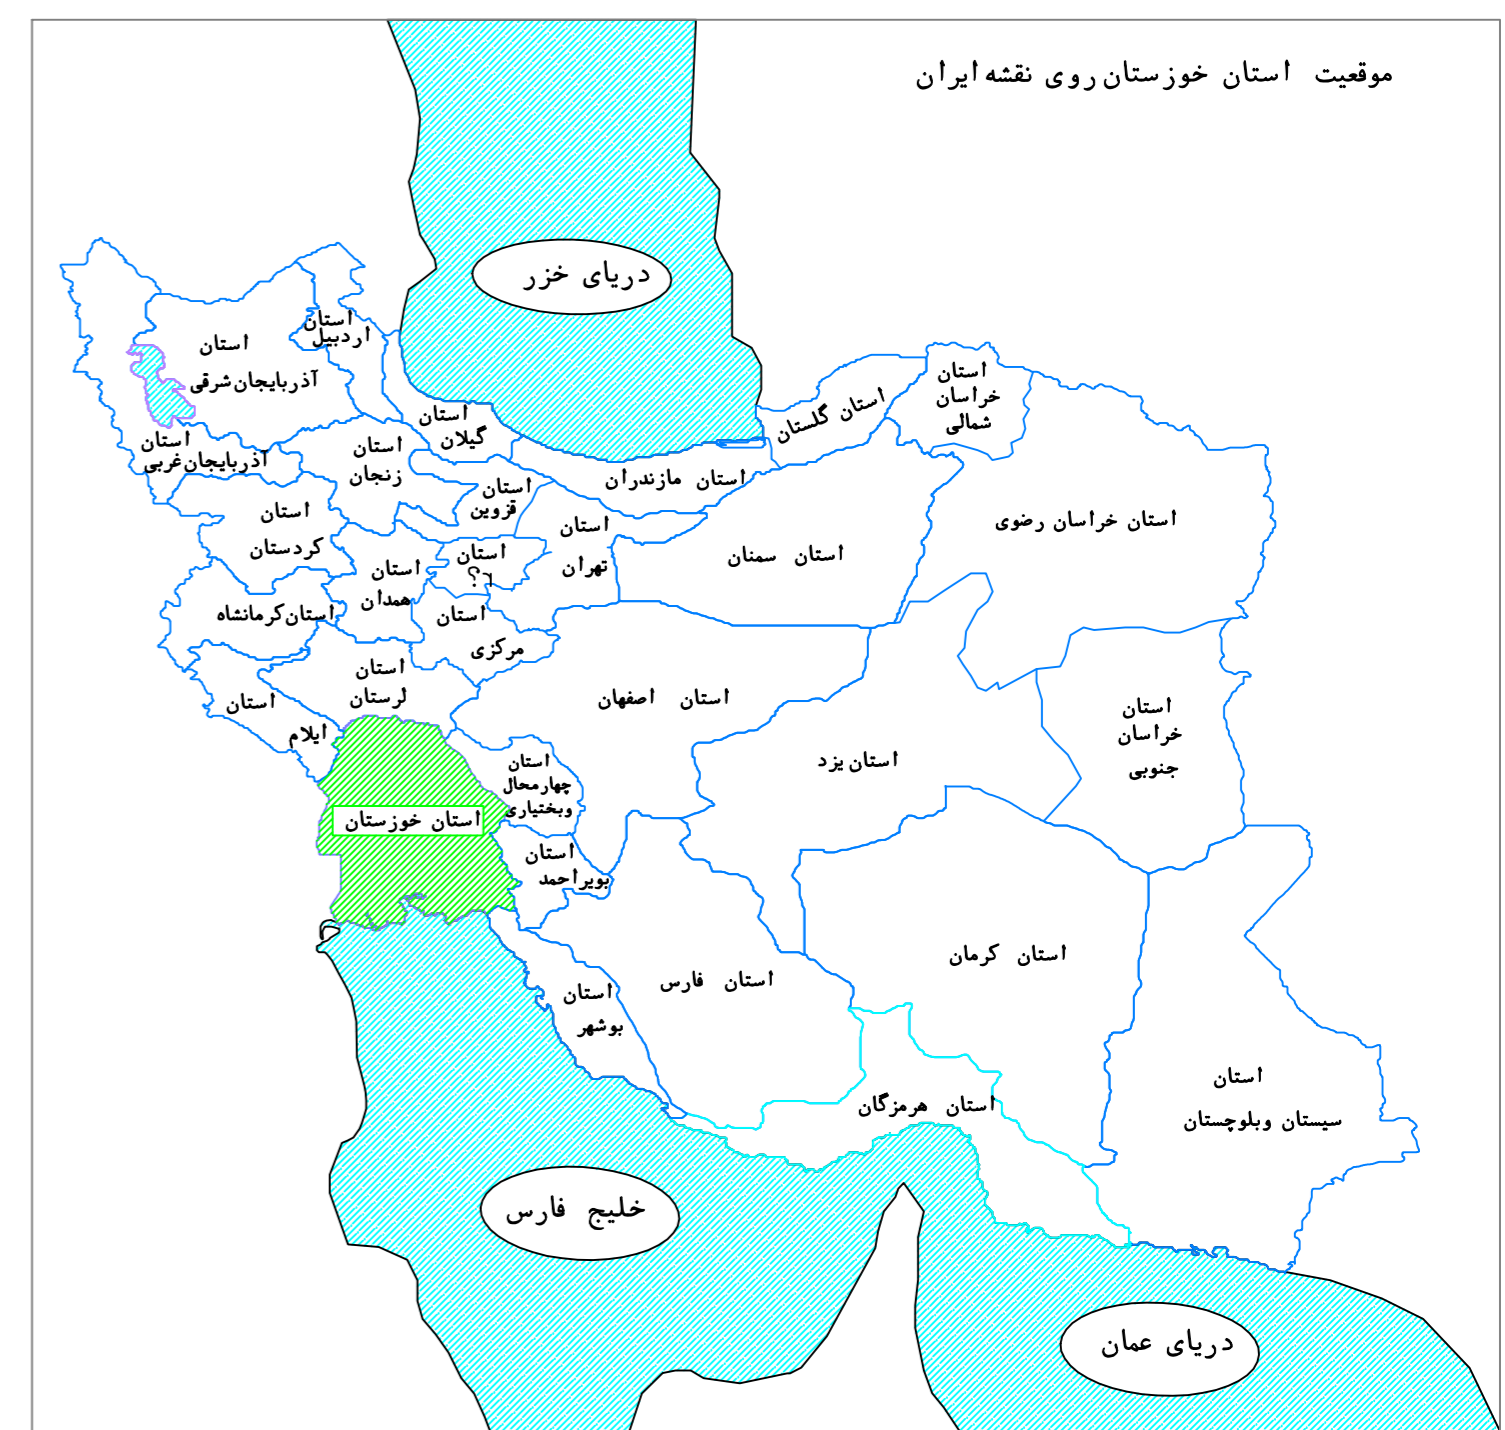 موقعیت استان خوزستان روی نقشه ایران
دریای خزر
استان
اردبیل
استان
آذربایجان شرقی
استان
آذربایجان غربی
استان
گیلان
استان
زنجان
استان
قزوین
استان مازندران
استان گلستان
استان
خراسان
شمالی
استان خراسان رضوی
استان سمنان
استان
تهران
استان
کردستان
استان
همدان
استان
استان
مرکزی
استان کرمانشاه
استان
لرستان
استان
ایلام
استان اصفهان
استان یزد
استان
خراسان
جنوبی
استان
چهارمحال
وبختیاری
استان خوزستان
استان
بویراحمد
استان فارس
استان کرمان
استان
بوشهر
استان هرمزگان
استان
سیستان وبلوچستان
خلیج فارس
دریای عمان